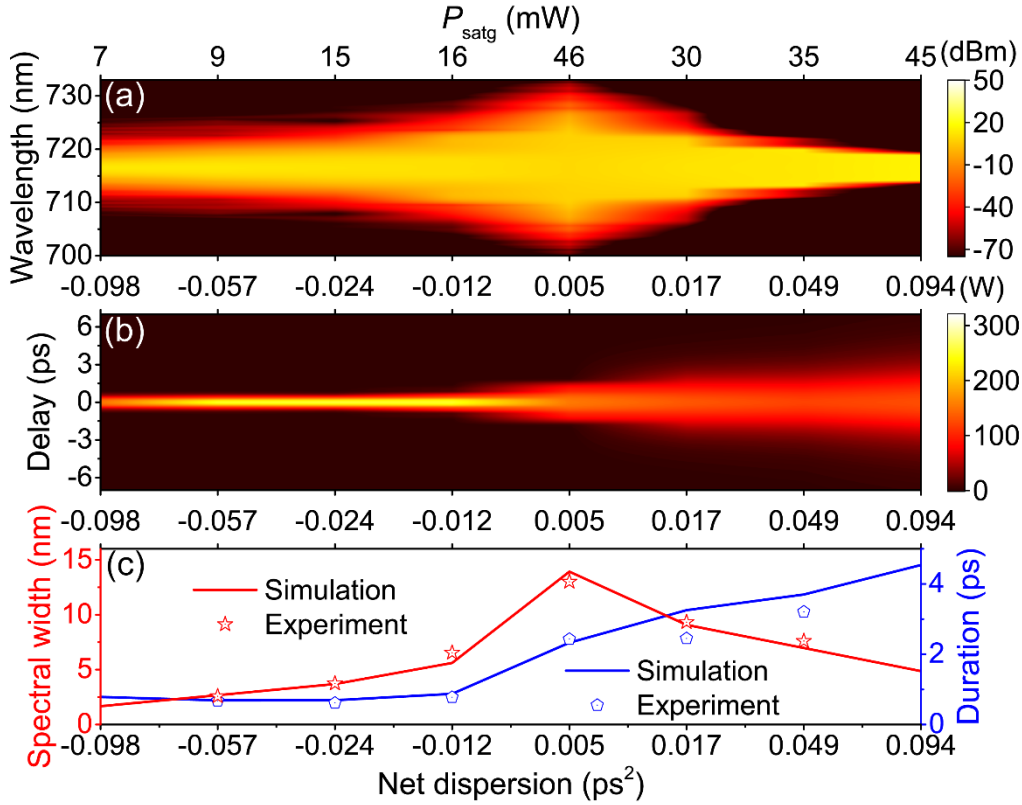 P_satg (mW)
7 9 15 16 46 30 35 45 (dBm)
(a)
Wavelength (nm)
730
720
710
700
50
20
-10
-40
-70
-0.098 -0.057 -0.024 -0.012 0.005 0.017 0.049 0.094 (W)
(b)
Delay (ps)
6
3
0
-3
-6
300
200
100
0
-0.098 -0.057 -0.024 -0.012 0.005 0.017 0.049 0.094
(c)
Spectral width (nm)
15
10
5
0
Simulation
Experiment
Simulation
Experiment
4
2
0
Duration (ps)
-0.098 -0.057 -0.024 -0.012 0.005 0.017 0.049 0.094
Net dispersion (ps²)